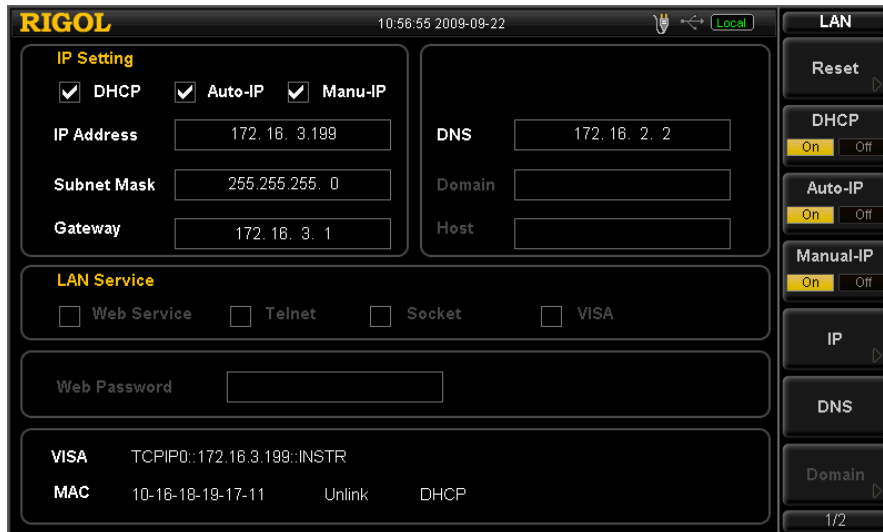 RIGOL 10:56:55 2009-09-22 Local LAN
IP Setting
DHCP Auto-IP Manu-IP
IP Address 172. 16. 3.199
Subnet Mask 255.255.255. 0
Gateway 172. 16. 3. 1
DNS 172. 16. 2. 2
Domain
Host
LAN Service
Web Service Telnet Socket VISA
Web Password
VISA TCPIP0::172.16.3.199::INSTR
MAC 10-16-18-19-17-11 Unlink DHCP
Reset
DHCP
On Off
Auto-IP
On Off
Manual-IP
On Off
IP
DNS
Domain
1/2